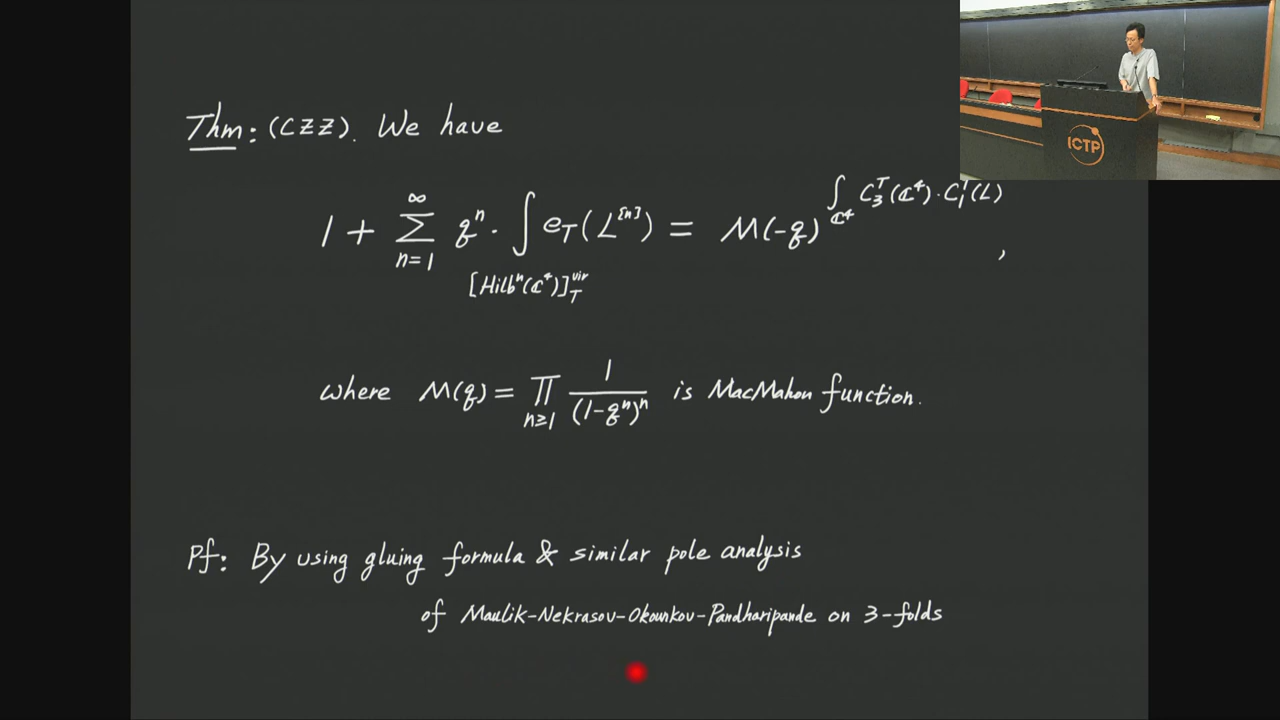 Thm: (CZZ). We have
1 + ∑_{n=1}^{∞} q^n · ∫_{[Hilb^n(ℂ^4)]_T^{vir}} e_T(L^{[n]}) = M(-q)^{∫_{ℂ^4} C_3^T(ℂ^4)·C_1^T(L)} ,
where M(q) = ∏_{n≥1} 1/(1-q^n)^n is MacMahon function.
Pf: By using gluing formula & similar pole analysis
of Maulik-Nekrasov-Okounkov-Pandharipande on 3-folds
ICTP